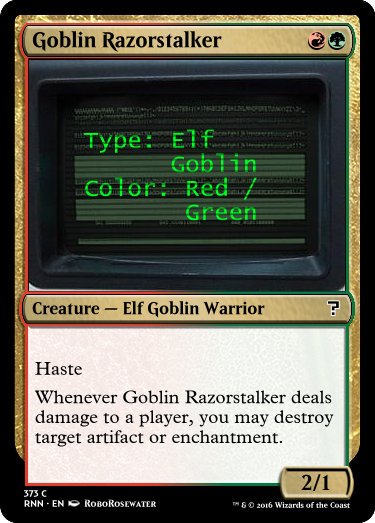 Goblin Razorstalker
Type: Elf
Goblin
Color: Red /
Green
Creature — Elf Goblin Warrior
?
Haste
Whenever Goblin Razorstalker deals
damage to a player, you may destroy
target artifact or enchantment.
2/1
373 C
RNN • EN RoboRosewater
™ & © 2016 Wizards of the Coast